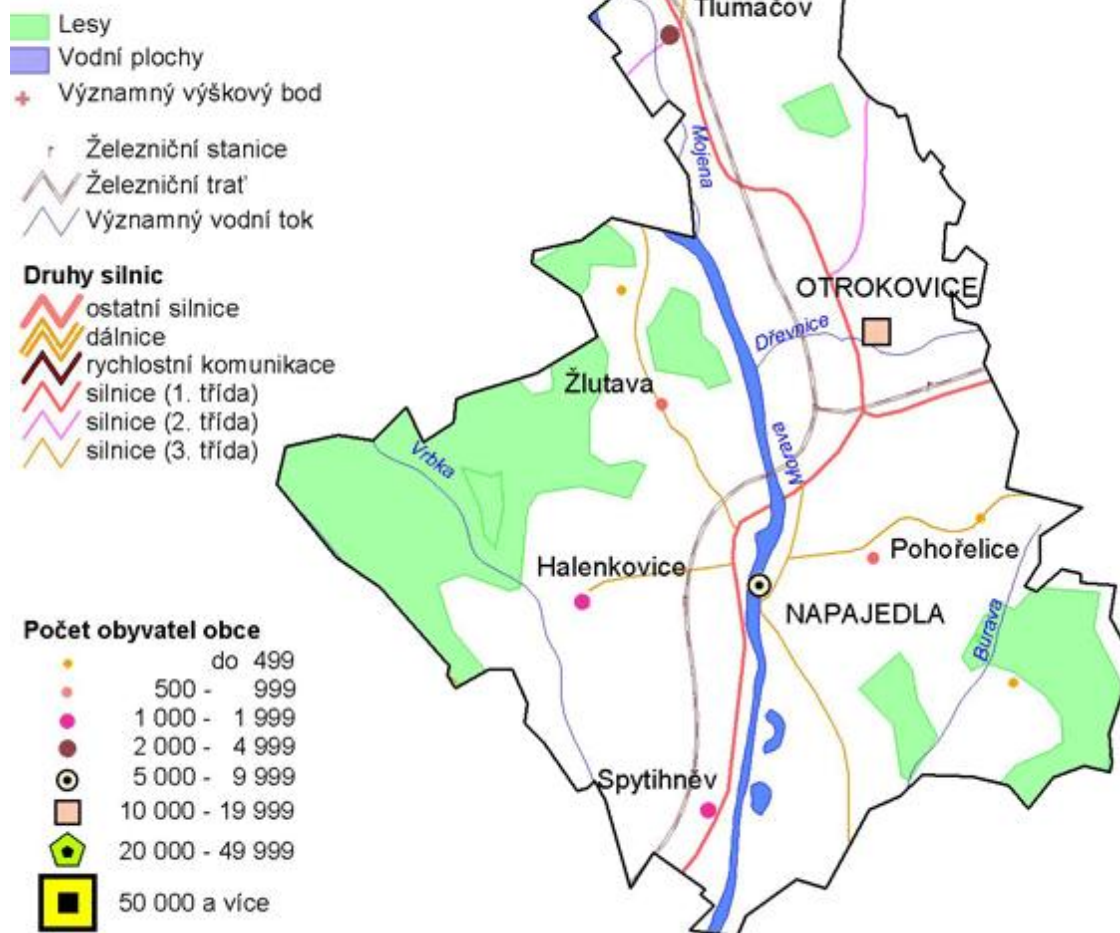 Lesy
Vodní plochy
Významný výškový bod
Železniční stanice
Železniční trať
Významný vodní tok
Druhy silnic
ostatní silnice
dálnice
rychlostní komunikace
silnice (1. třída)
silnice (2. třída)
silnice (3. třída)
Počet obyvatel obce
do 499
500 - 999
1 000 - 1 999
2 000 - 4 999
5 000 - 9 999
10 000 - 19 999
20 000 - 49 999
50 000 a více
Tlumačov
Mojena
OTROKOVICE
Dřevnice
Žlutava
Morava
Vrbka
Halenkovice
Pohořelice
NAPAJEDLA
Burava
Spytihněv